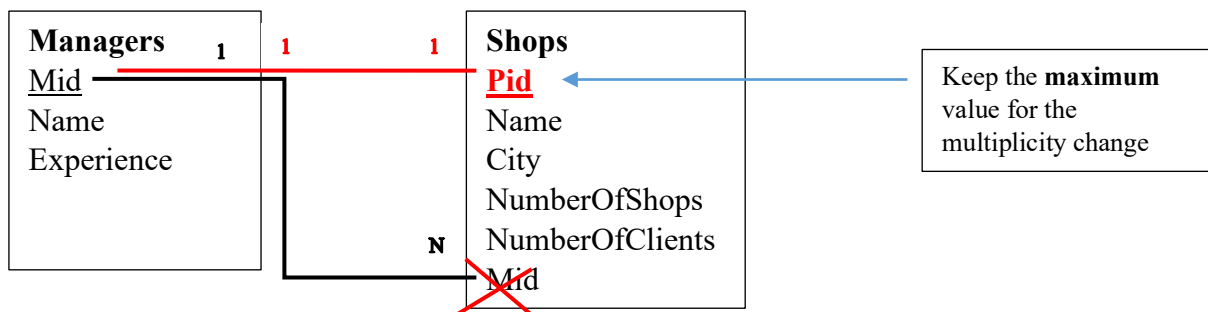 Managers
Mid
Name
Experience
1
1
1
N
Shops
Pid
Name
City
NumberOfShops
NumberOfClients
Mid
Keep the maximum
value for the
multiplicity change